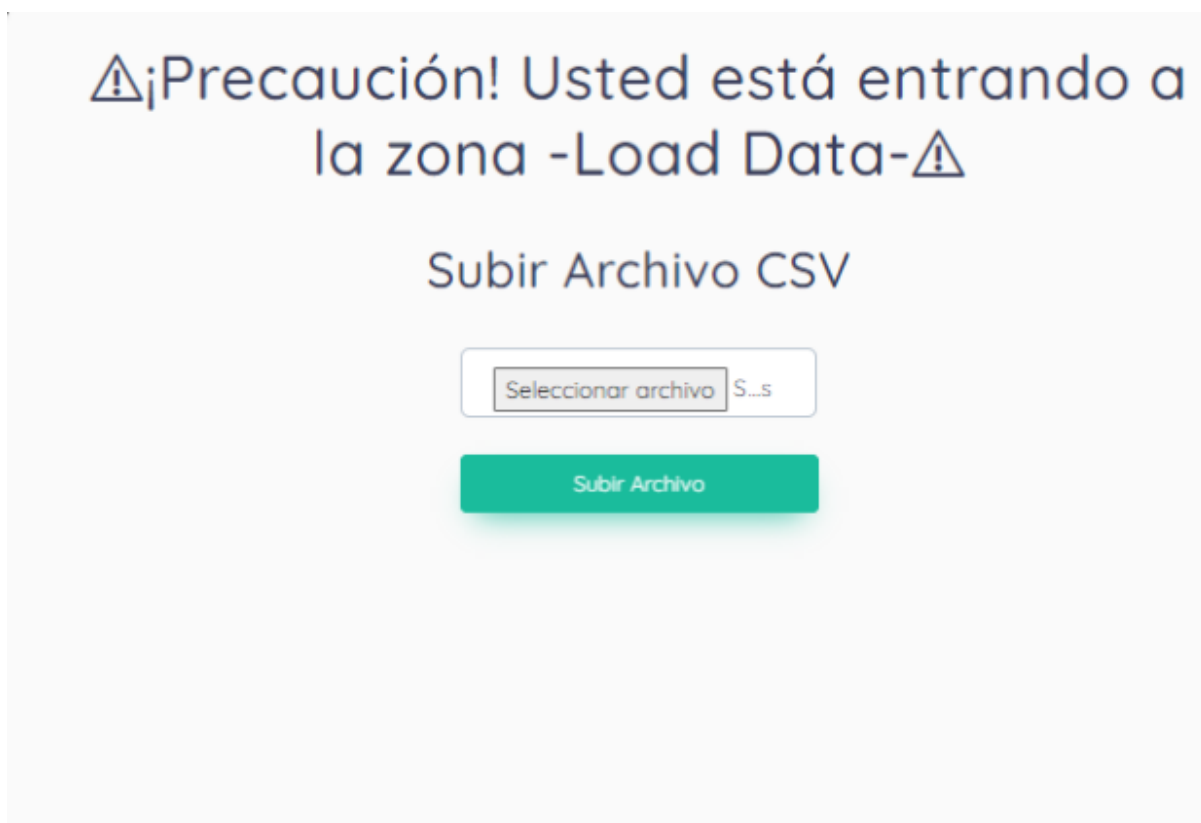 ⚠¡Precaución! Usted está entrando a
la zona -Load Data-⚠
Subir Archivo CSV
Seleccionar archivo S...s
Subir Archivo